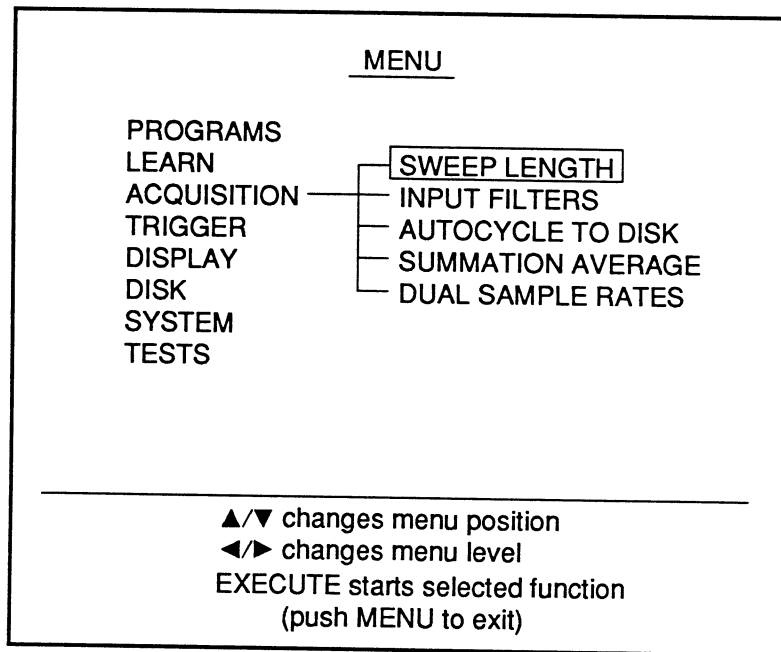 MENU
PROGRAMS
LEARN
ACQUISITION
TRIGGER
DISPLAY
DISK
SYSTEM
TESTS
SWEEP LENGTH
INPUT FILTERS
AUTOCYCLE TO DISK
SUMMATION AVERAGE
DUAL SAMPLE RATES
▲/▼ changes menu position
◄/► changes menu level
EXECUTE starts selected function
(push MENU to exit)